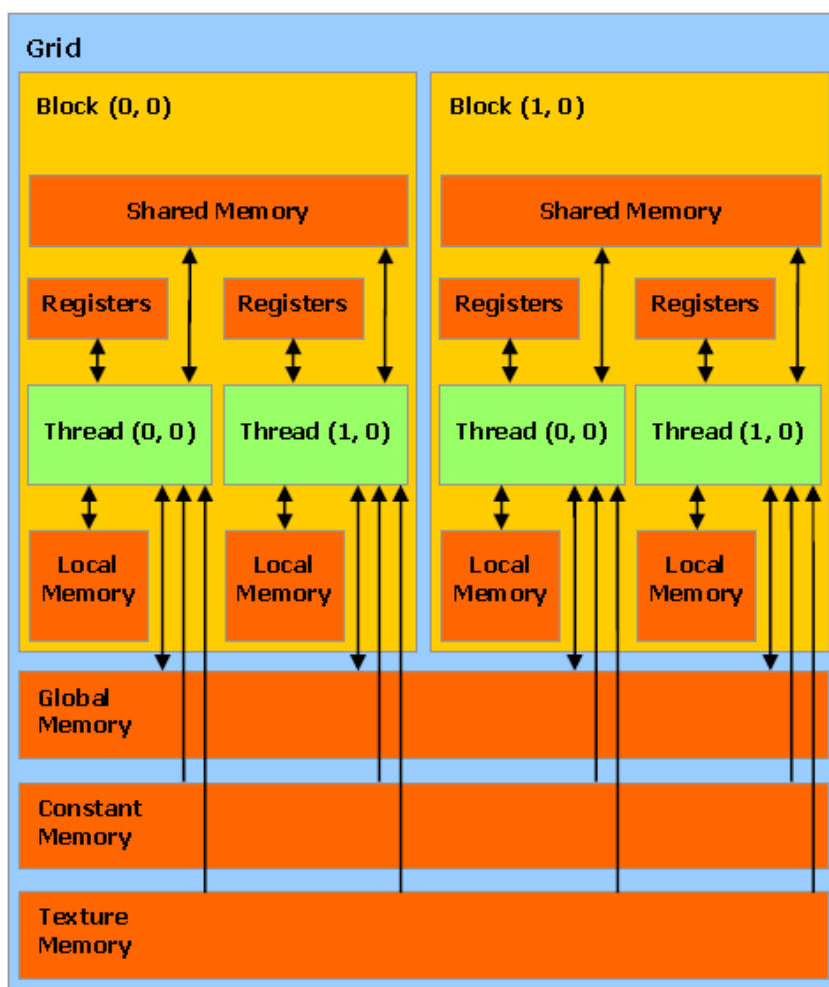 Grid
Block (0, 0)
Block (1, 0)
Shared Memory
Shared Memory
Registers
Registers
Registers
Registers
Thread (0, 0)
Thread (1, 0)
Thread (0, 0)
Thread (1, 0)
Local
Memory
Local
Memory
Local
Memory
Local
Memory
Global
Memory
Constant
Memory
Texture
Memory